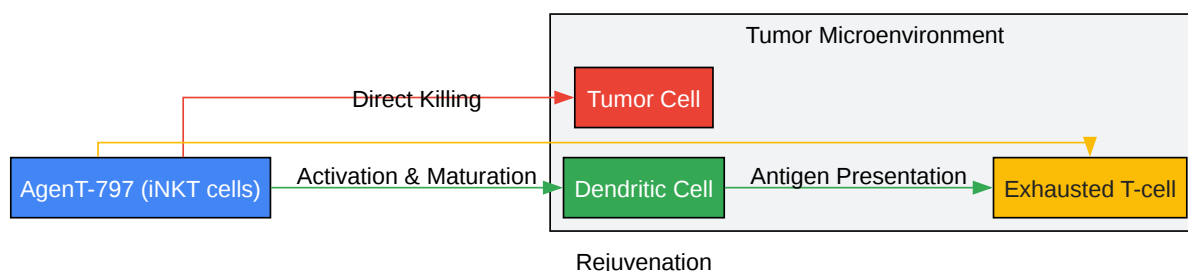 Tumor Microenvironment
Direct Killing
Tumor Cell
AgenT-797 (iNKT cells)
Activation & Maturation
Dendritic Cell
Antigen Presentation
Exhausted T-cell
Rejuvenation